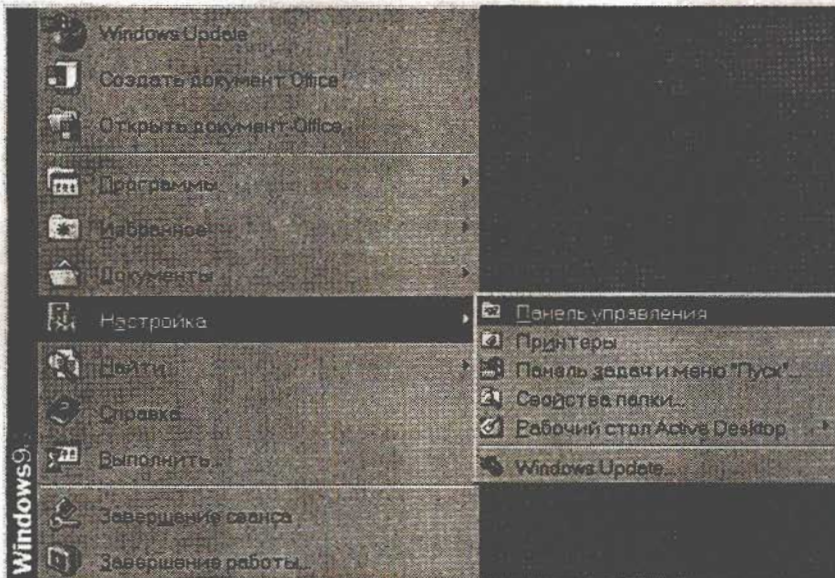 Windows Update
Создать документ Office
Открыть документ Office
Программы
Избранное
Документы
Настройка
Найти
Справка
Выполнить...
Завершение сеанса
Завершение работы...
Панель управления
Принтеры
Панель задач и меню "Пуск"...
Свойства папки...
Рабочий стол Active Desktop
Windows Update...
Windows9